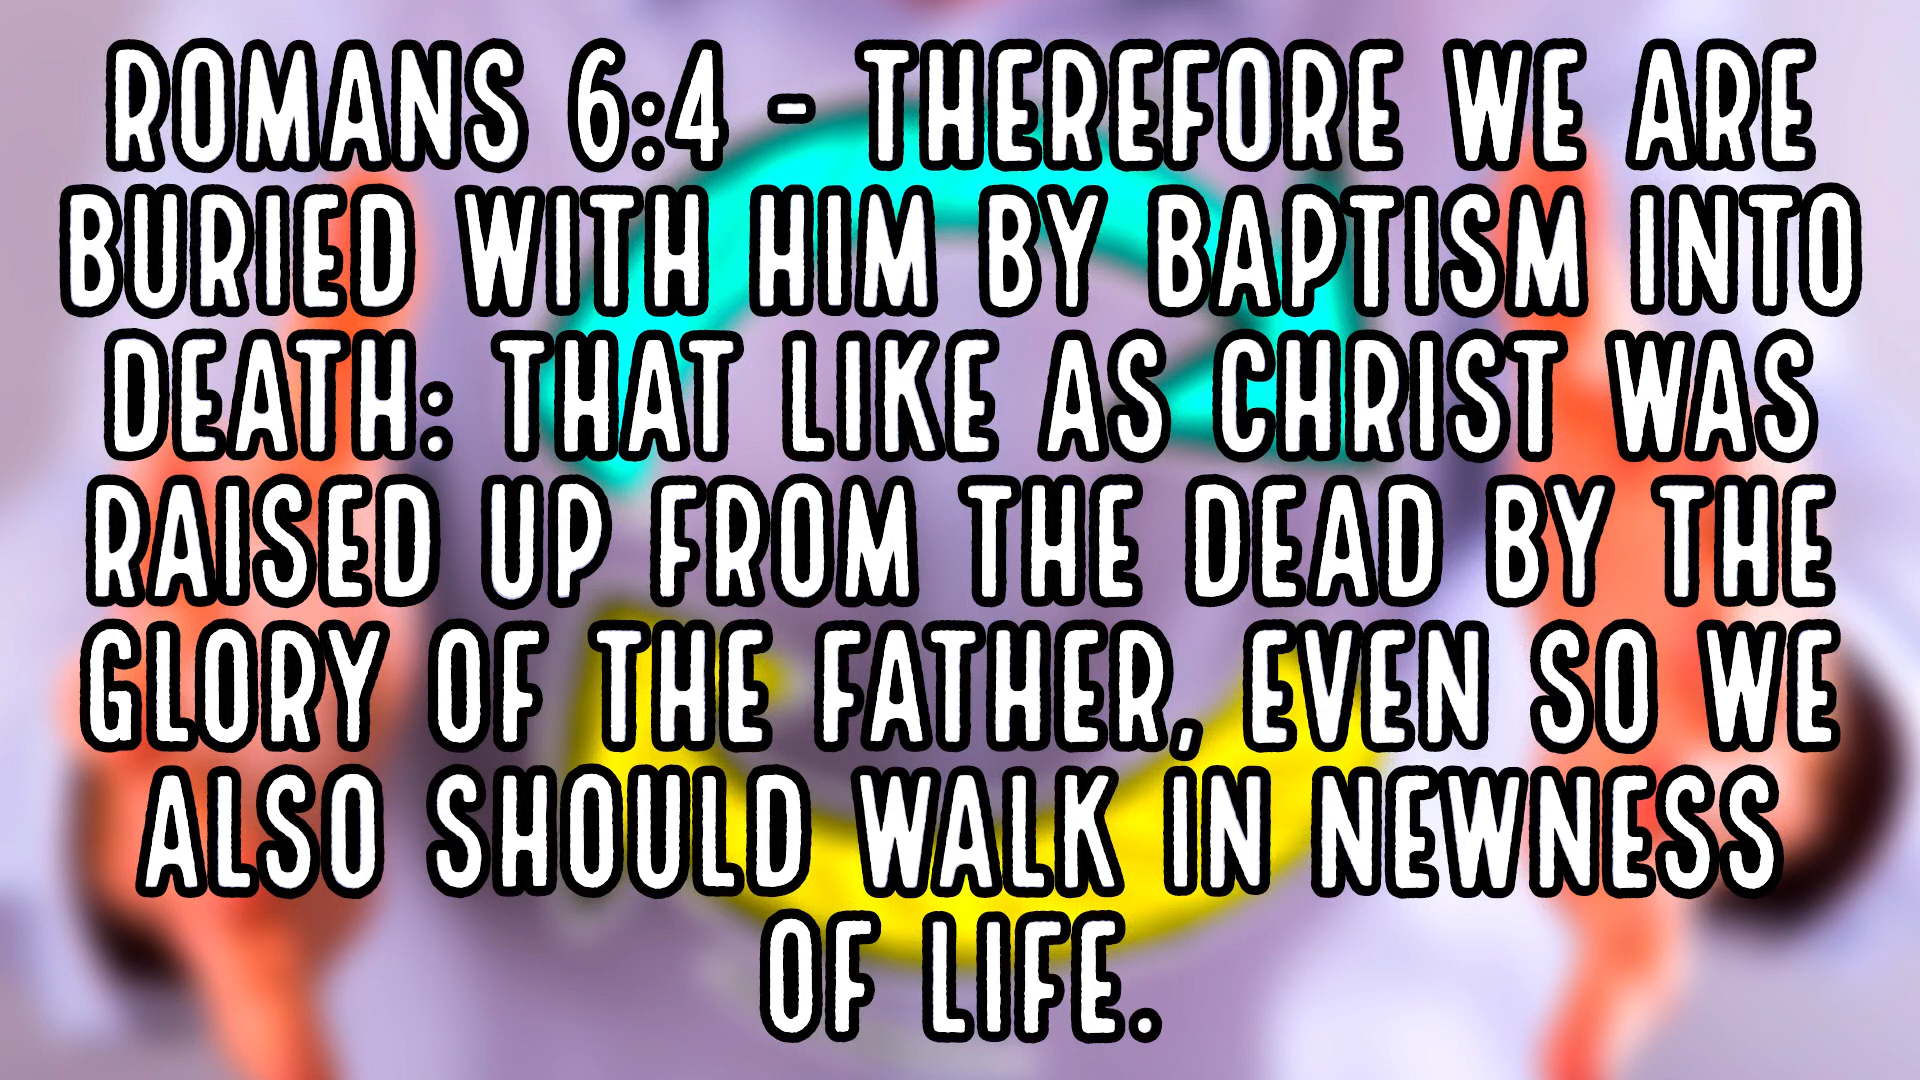 ROMANS 6:4 - THEREFORE WE ARE
BURIED WITH HIM BY BAPTISM INTO
DEATH: THAT LIKE AS CHRIST WAS
RAISED UP FROM THE DEAD BY THE
GLORY OF THE FATHER, EVEN SO WE
ALSO SHOULD WALK IN NEWNESS
OF LIFE.